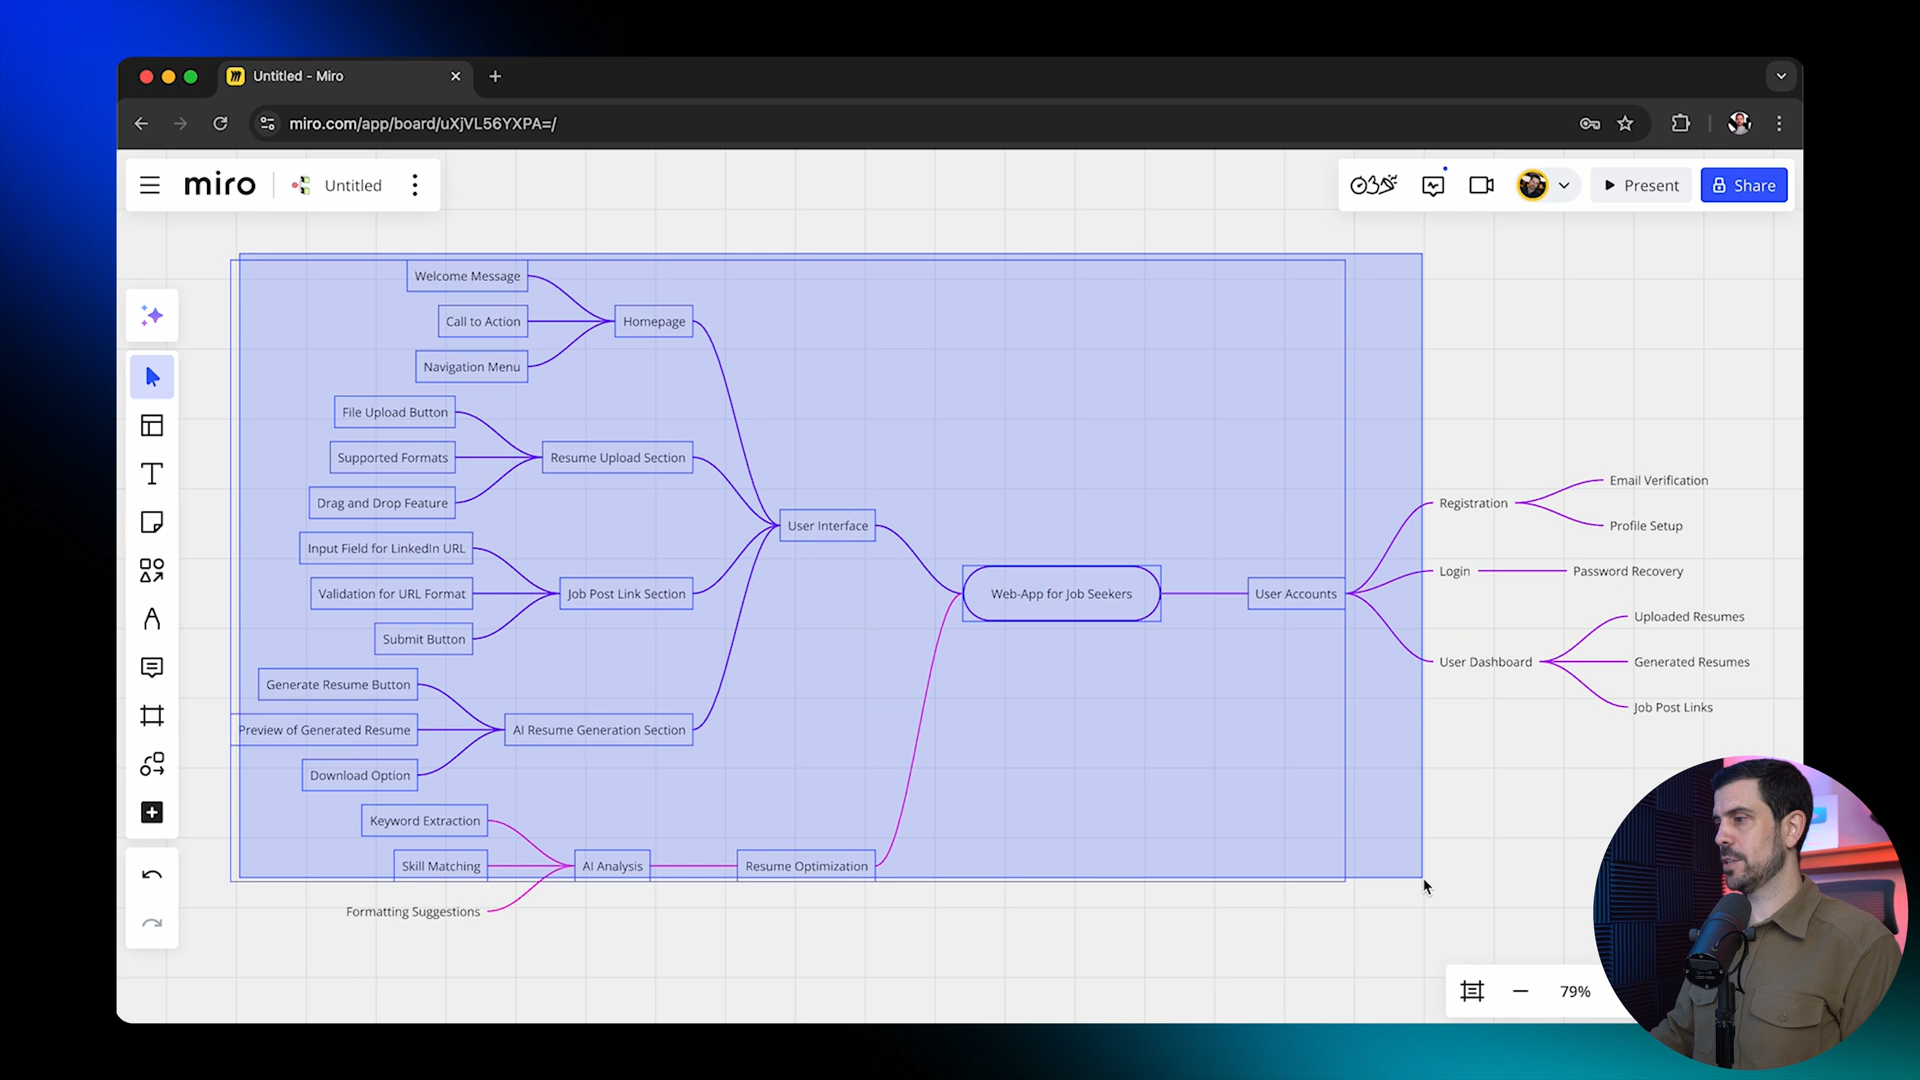 Untitled - Miro
miro.com/app/board/uXjVL56YXPA=/
miro
Untitled
Present
Share
Welcome Message
Call to Action
Homepage
Navigation Menu
File Upload Button
Supported Formats
Resume Upload Section
Drag and Drop Feature
Input Field for LinkedIn URL
Validation for URL Format
Job Post Link Section
Submit Button
Generate Resume Button
Preview of Generated Resume
AI Resume Generation Section
Download Option
User Interface
Keyword Extraction
Skill Matching
AI Analysis
Resume Optimization
Formatting Suggestions
Web-App for Job Seekers
User Accounts
Registration
Email Verification
Profile Setup
Login
Password Recovery
User Dashboard
Uploaded Resumes
Generated Resumes
Job Post Links
79%